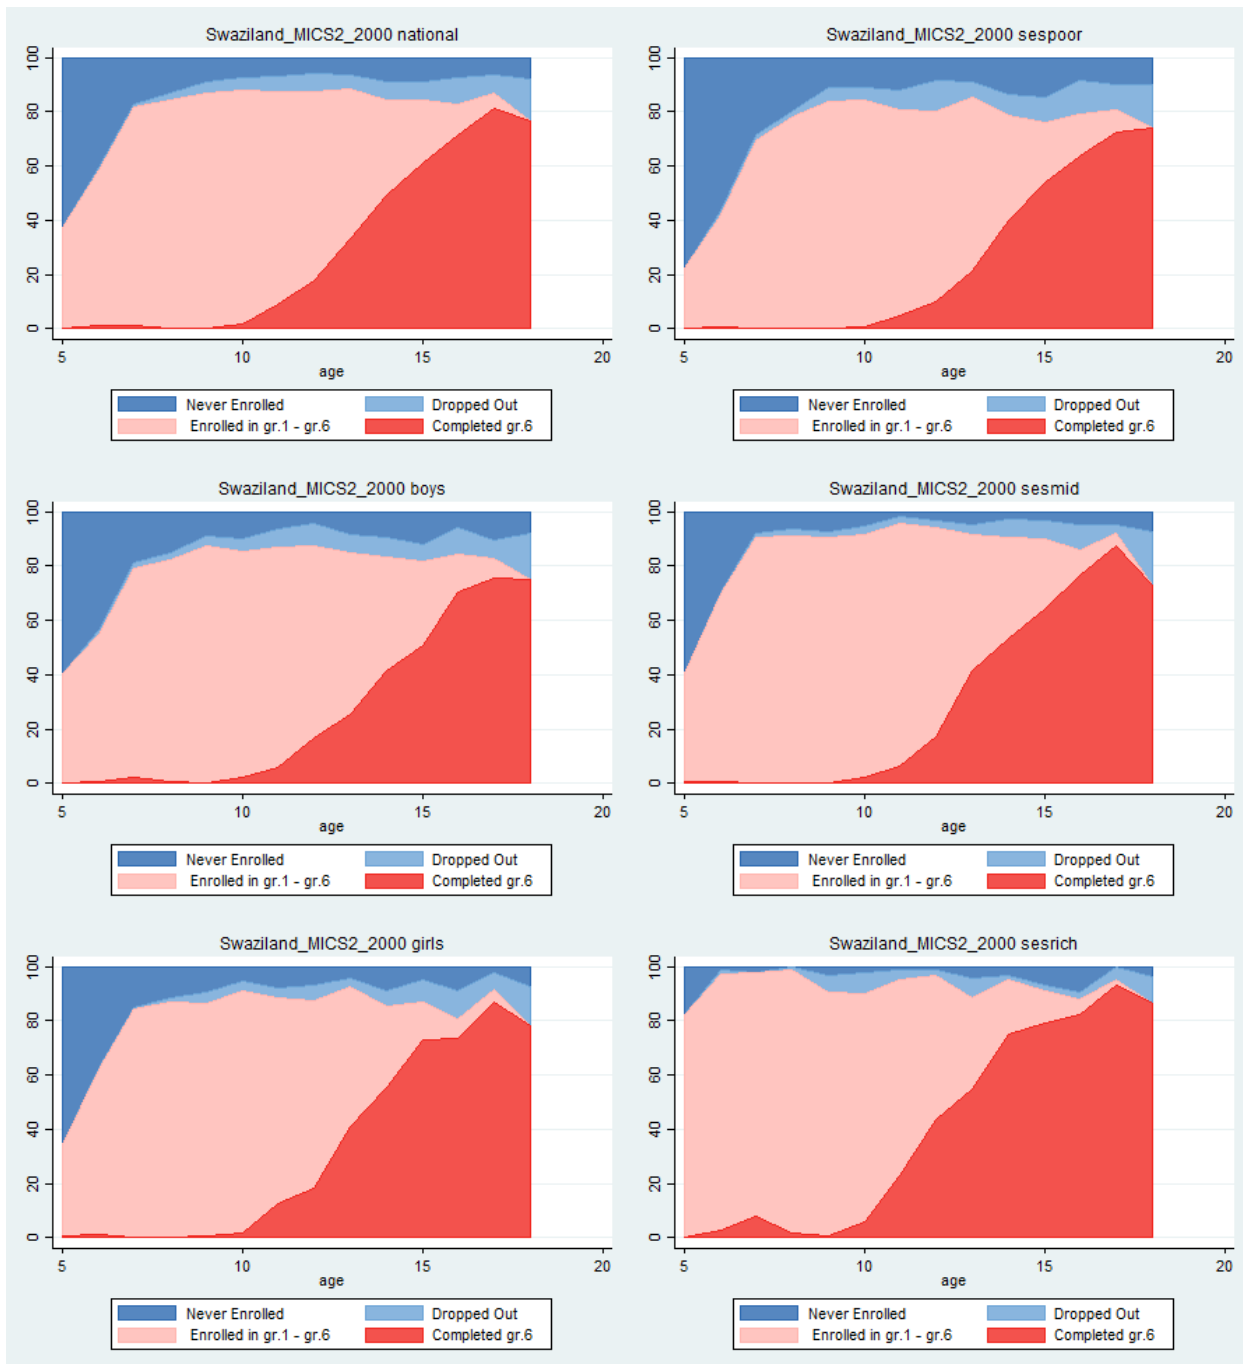 Swaziland_MICS2_2000 national
100
80
60
40
20
0
5 10 15 20
age
Never Enrolled Dropped Out
Enrolled in gr.1 - gr.6 Completed gr.6
Swaziland_MICS2_2000 sespoor
100
80
60
40
20
0
5 10 15 20
age
Never Enrolled Dropped Out
Enrolled in gr.1 - gr.6 Completed gr.6
Swaziland_MICS2_2000 boys
100
80
60
40
20
0
5 10 15 20
age
Never Enrolled Dropped Out
Enrolled in gr.1 - gr.6 Completed gr.6
Swaziland_MICS2_2000 sesmid
100
80
60
40
20
0
5 10 15 20
age
Never Enrolled Dropped Out
Enrolled in gr.1 - gr.6 Completed gr.6
Swaziland_MICS2_2000 girls
100
80
60
40
20
0
5 10 15 20
age
Never Enrolled Dropped Out
Enrolled in gr.1 - gr.6 Completed gr.6
Swaziland_MICS2_2000 sesrich
100
80
60
40
20
0
5 10 15 20
age
Never Enrolled Dropped Out
Enrolled in gr.1 - gr.6 Completed gr.6